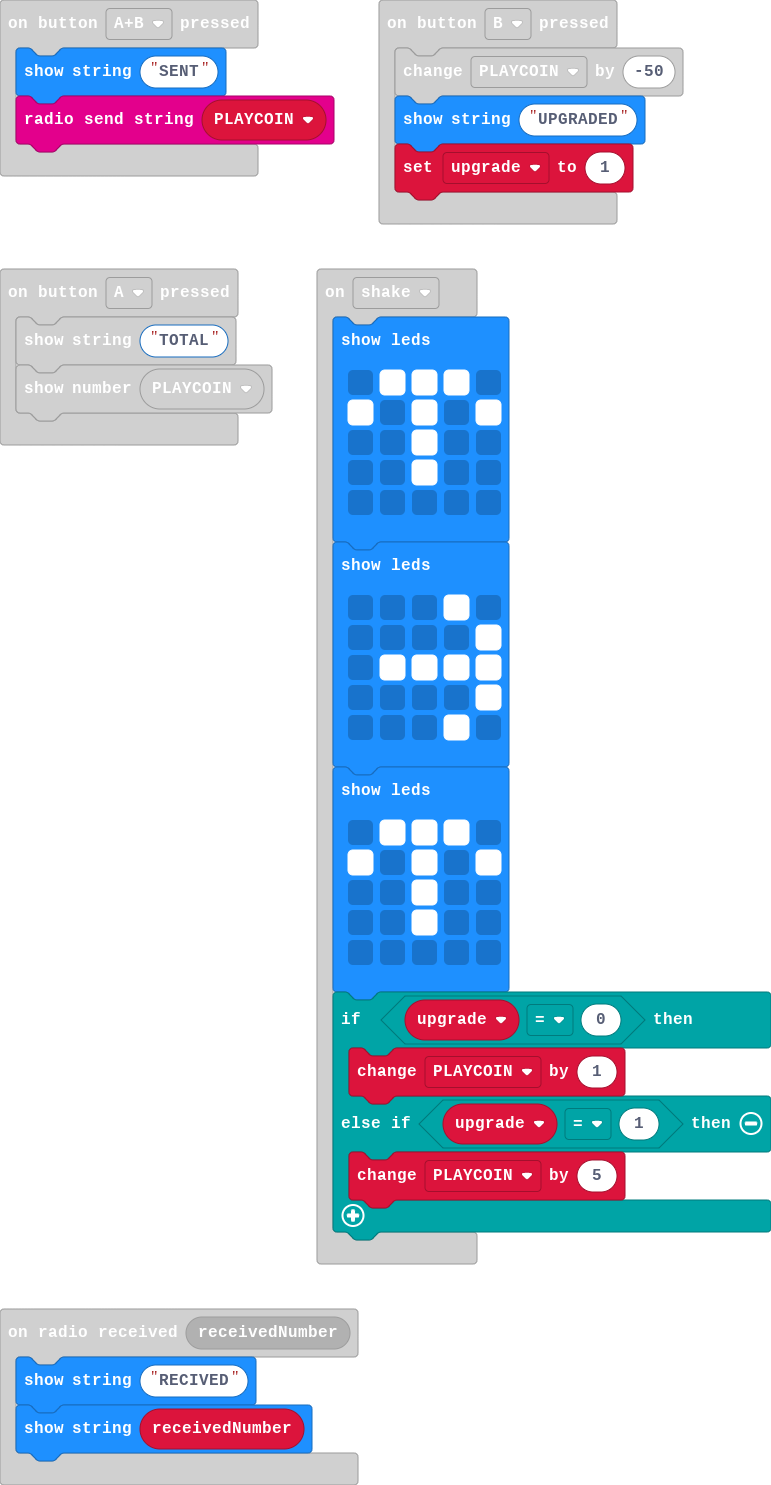 on button A+B pressed
show string "SENT"
radio send string PLAYCOIN
on button B pressed
change PLAYCOIN by -50
show string "UPGRADED"
set upgrade to 1
on button A pressed
show string "TOTAL"
show number PLAYCOIN
on shake
show leds
show leds
show leds
if upgrade = 0 then
change PLAYCOIN by 1
else if upgrade = 1 then
change PLAYCOIN by 5
on radio received receivedNumber
show string "RECIVED"
show string receivedNumber